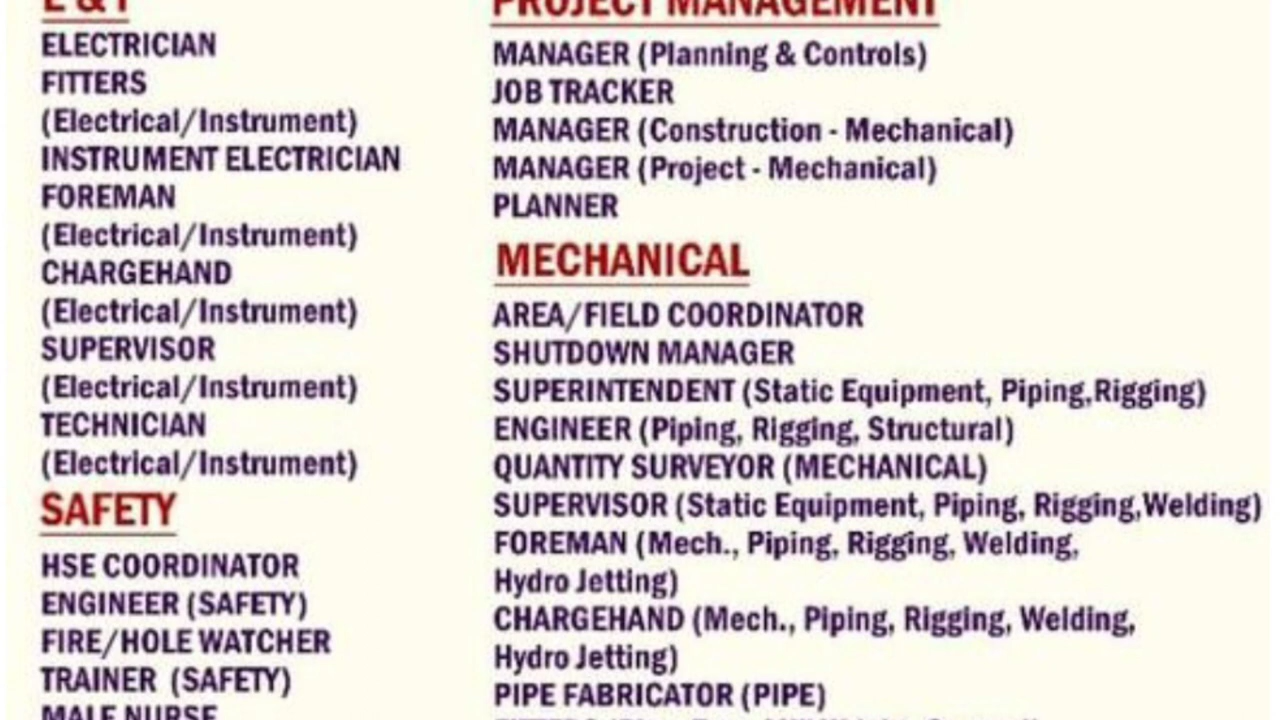 E & I
ELECTRICIAN
FITTERS
(Electrical/Instrument)
INSTRUMENT ELECTRICIAN
FOREMAN
(Electrical/Instrument)
CHARGEHAND
(Electrical/Instrument)
SUPERVISOR
(Electrical/Instrument)
TECHNICIAN
(Electrical/Instrument)
SAFETY
HSE COORDINATOR
ENGINEER (SAFETY)
FIRE/HOLE WATCHER
TRAINER (SAFETY)
MALE NURSE
PROJECT MANAGEMENT
MANAGER (Planning & Controls)
JOB TRACKER
MANAGER (Construction - Mechanical)
MANAGER (Project - Mechanical)
PLANNER
MECHANICAL
AREA/FIELD COORDINATOR
SHUTDOWN MANAGER
SUPERINTENDENT (Static Equipment, Piping,Rigging)
ENGINEER (Piping, Rigging, Structural)
QUANTITY SURVEYOR (MECHANICAL)
SUPERVISOR (Static Equipment, Piping, Rigging,Welding)
FOREMAN (Mech., Piping, Rigging, Welding,
Hydro Jetting)
CHARGEHAND (Mech., Piping, Rigging, Welding,
Hydro Jetting)
PIPE FABRICATOR (PIPE)